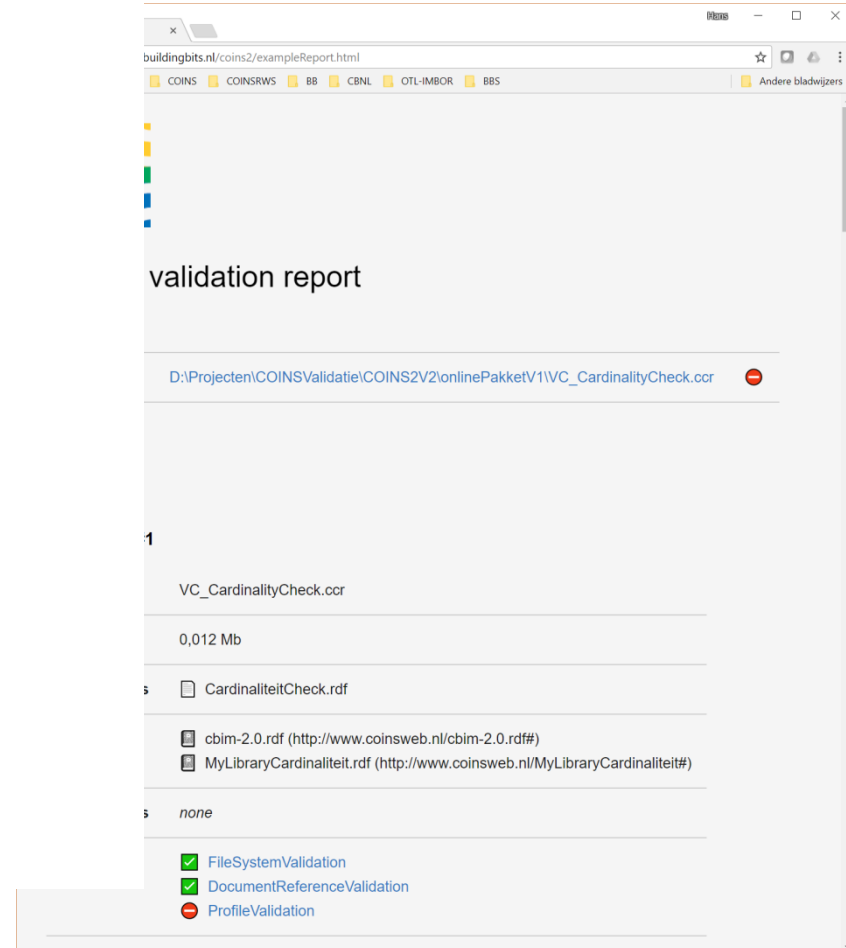 Hans
buildingbits.nl/coins2/exampleReport.html
COINS COINSRWS BB CBNL OTL-IMBOR BBS Andere bladwijzers
validation report
D:\Projecten\COINSValidatie\COINS2V2\onlinePakketV1\VC_CardinalityCheck.ccr
1
VC_CardinalityCheck.ccr
0,012 Mb
s CardinaliteitCheck.rdf
cbim-2.0.rdf (http://www.coinsweb.nl/cbim-2.0.rdf#)
MyLibraryCardinaliteit.rdf (http://www.coinsweb.nl/MyLibraryCardinaliteit#)
s none
FileSystemValidation
DocumentReferenceValidation
ProfileValidation